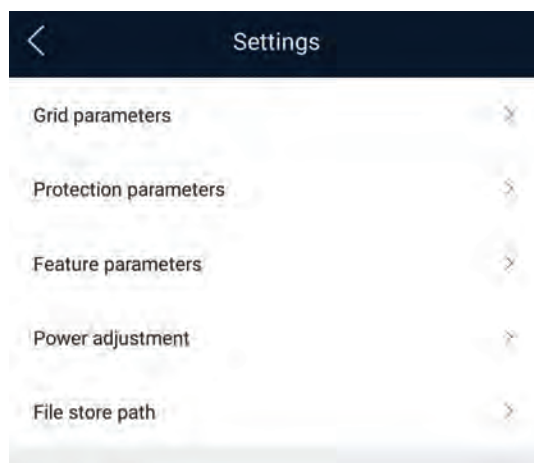 Settings
Grid parameters
Protection parameters
Feature parameters
Power adjustment
File store path